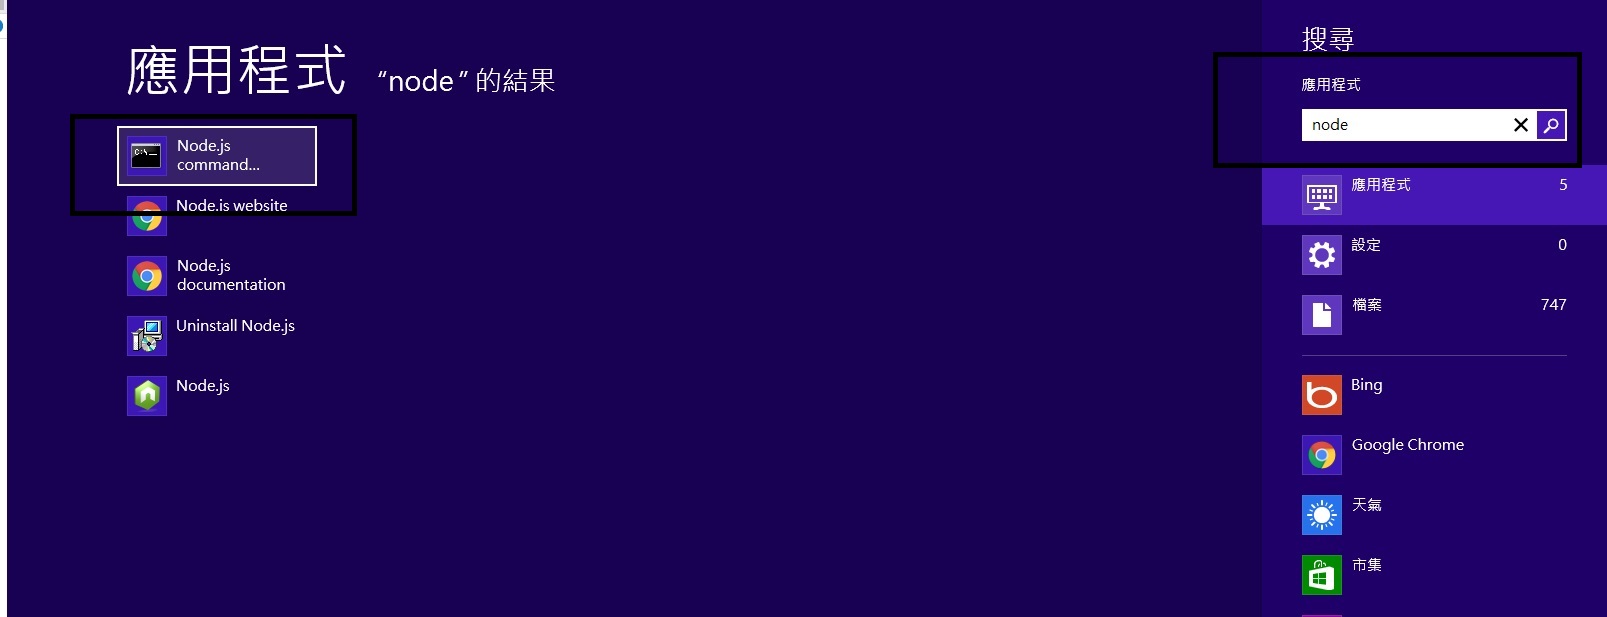 應用程式 “node” 的結果
Node.js
command...
Node.js website
Node.js
documentation
Uninstall Node.js
Node.js
搜尋
應用程式
node
應用程式 5
設定 0
檔案 747
Bing
Google Chrome
天氣
市集